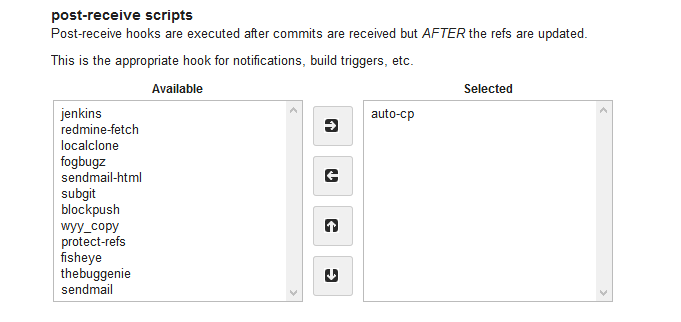 post-receive scripts
Post-receive hooks are executed after commits are received but AFTER the refs are updated.
This is the appropriate hook for notifications, build triggers, etc.
Available
Selected
jenkins
redmine-fetch
localclone
fogbugz
sendmail-html
subgit
blockpush
wyy_copy
protect-refs
fisheye
thebuggenie
sendmail
auto-cp